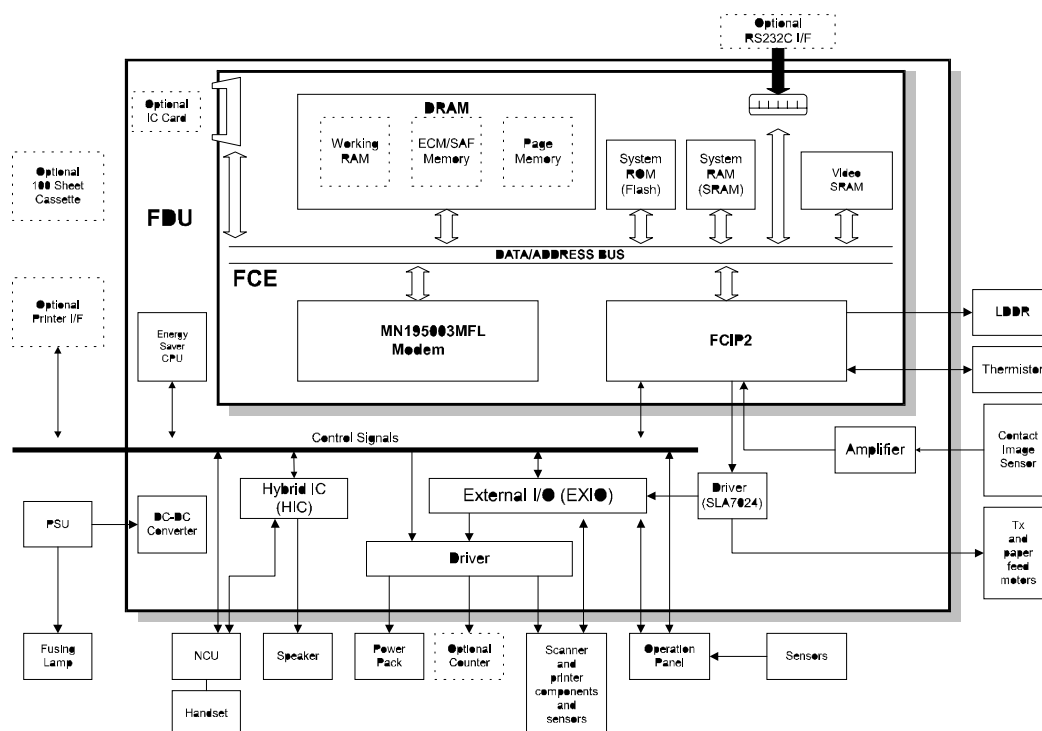 Optional
RS232C I/F
Optional
IC Card
DRAM
Working
RAM
ECM/SAF
Memory
Page
Memory
System
ROM
(Flash)
System
RAM
(SRAM)
Video
SRAM
Optional
100 Sheet
Cassette
FDU
DATA/ADDRESS BUS
FCE
Optional
Printer I/F
Energy
Saver
CPU
MN195003MFL
Modem
FCIP2
LDDR
Thermistor
Control Signals
Amplifier
Contact
Image
Sensor
Hybrid IC
(HIC)
External I/O (EXIO)
Driver
(SLA7024)
PSU
DC-DC
Converter
Driver
Tx
and
paper
feed
motors
Fusing
Lamp
NCU
Speaker
Power
Pack
Optional
Counter
Scanner
and
printer
components
and
sensors
Operation
Panel
Sensors
Handset